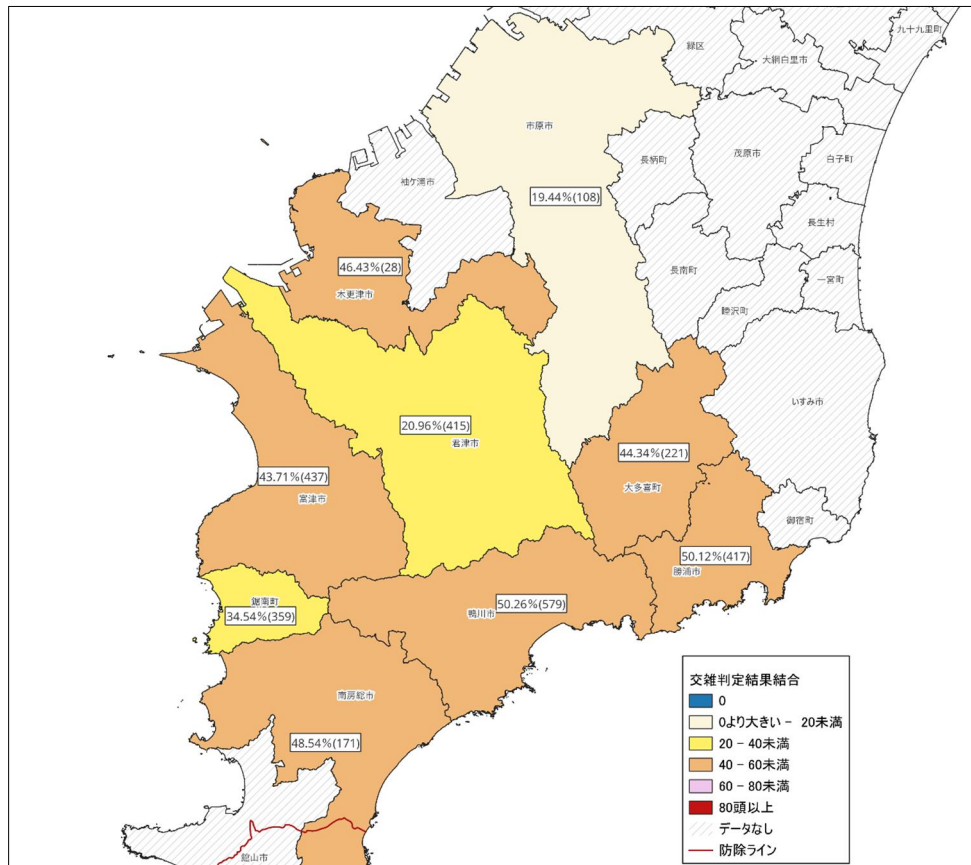 九十九里町
緑区
大網白里市
市原市
茂原市
長柄町
白子町
袖ケ浦市
19.44%(108)
長生村
46.43%(28)
長南町
一宮町
木更津市
睦沢町
いすみ市
20.96%(415)
君津市
44.34%(221)
43.71%(437)
大多喜町
富津市
御宿町
50.12%(417)
勝浦市
鋸南町
50.26%(579)
34.54%(359)
鴨川市
南房総市
48.54%(171)
館山市
交雑判定結果結合
0
0より大きい - 20未満
20 - 40未満
40 - 60未満
60 - 80未満
80頭以上
データなし
防除ライン